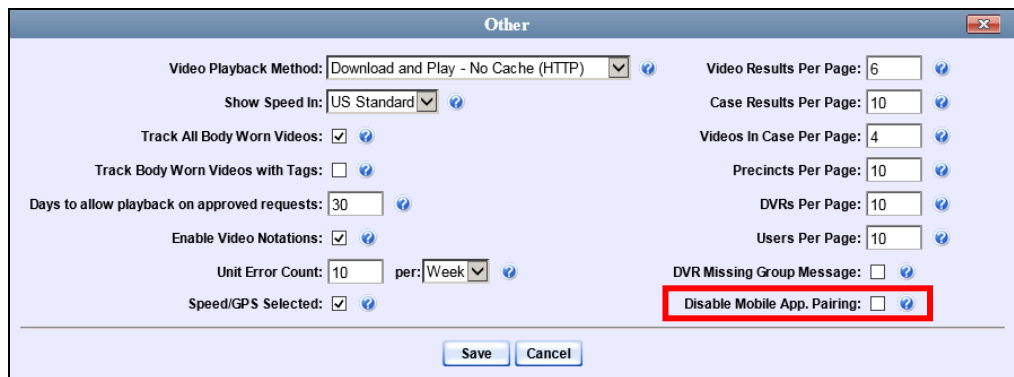 Other
Video Playback Method: Download and Play - No Cache (HTTP)
Show Speed In: US Standard
Track All Body Worn Videos:
Track Body Worn Videos with Tags:
Days to allow playback on approved requests: 30
Enable Video Notations:
Unit Error Count: 10 per: Week
Speed/GPS Selected:
Video Results Per Page: 6
Case Results Per Page: 10
Videos In Case Per Page: 4
Precincts Per Page: 10
DVRs Per Page: 10
Users Per Page: 10
DVR Missing Group Message:
Disable Mobile App. Pairing:
Save Cancel